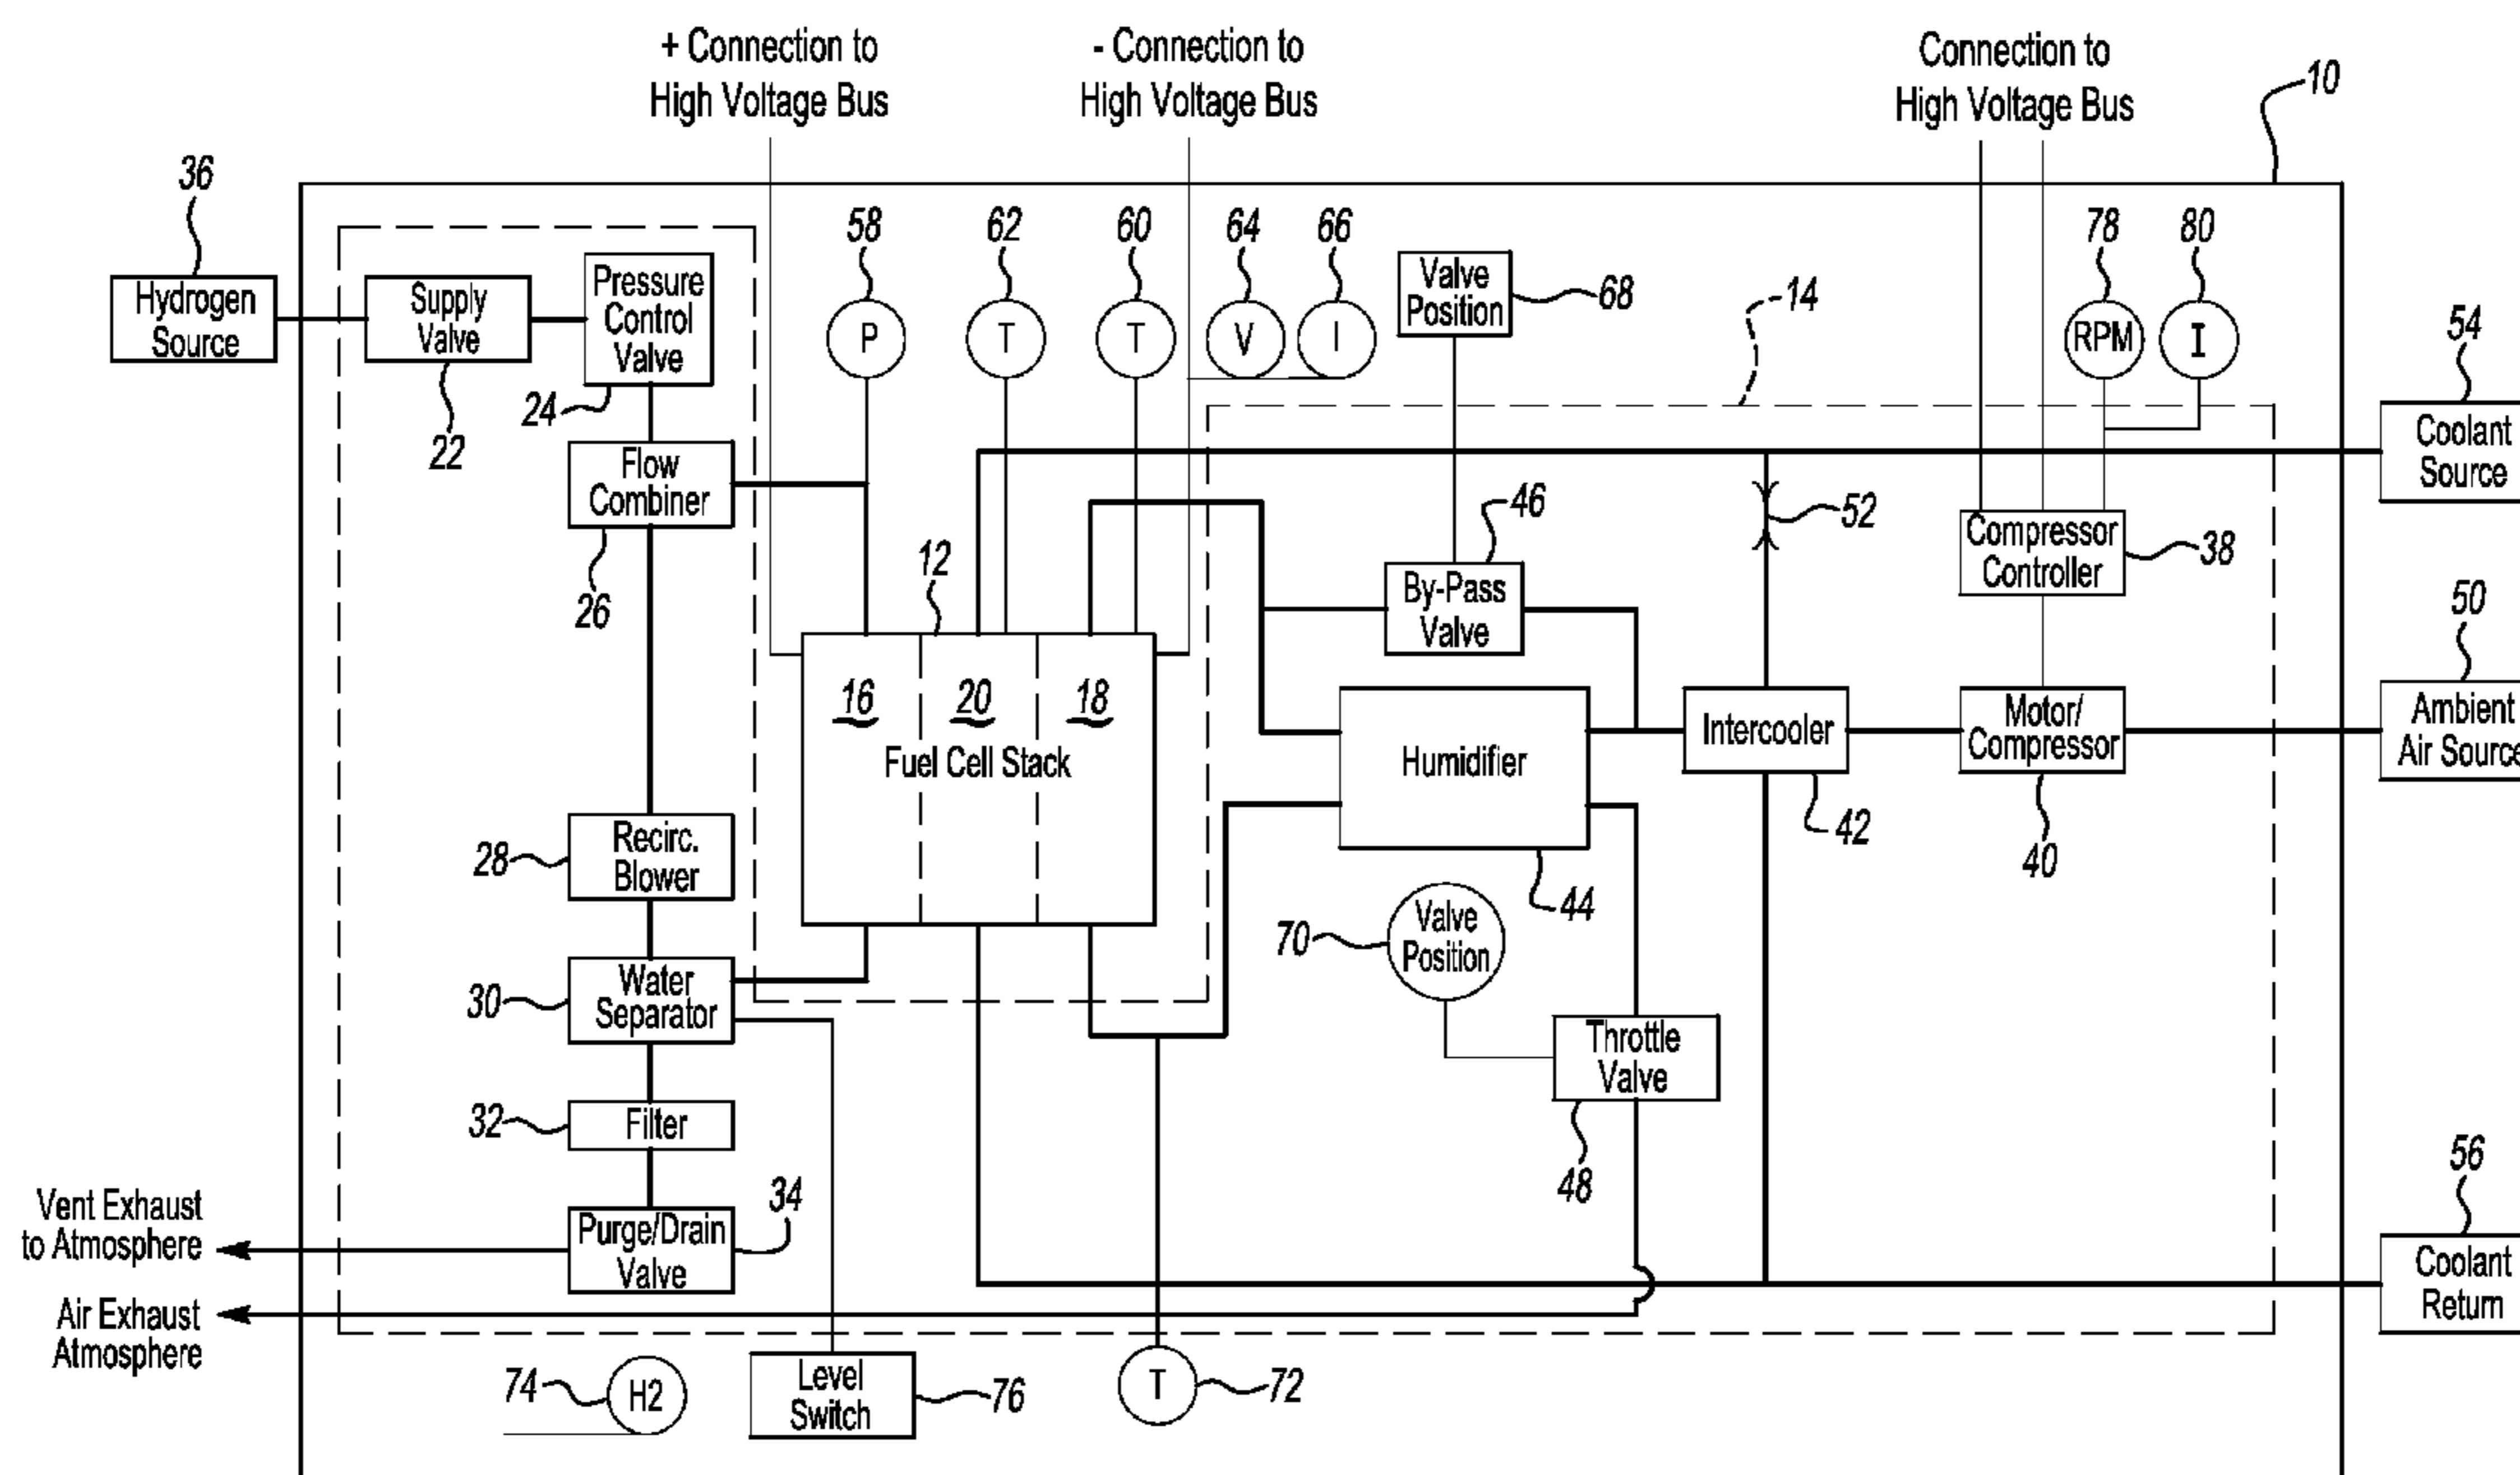 + Connection to
High Voltage Bus
- Connection to
High Voltage Bus
Connection to
High Voltage Bus
10
36
Hydrogen
Source
Supply
Valve
22
Pressure
Control
Valve
24
58
P
62
T
60
T
64
V
66
I
Valve
Position
68
14
78
RPM
80
I
54
Coolant
Source
Flow
Combiner
26
12
46
By-Pass
Valve
52
Compressor
Controller
38
50
Ambient
Air Source
16
20
18
Fuel Cell Stack
Humidifier
44
Intercooler
42
Motor/
Compressor
40
28
Recirc.
Blower
30
Water
Separator
70
Valve
Position
Throttle
Valve
48
32
Filter
34
Purge/Drain
Valve
56
Coolant
Return
Vent Exhaust
to Atmosphere
Air Exhaust
Atmosphere
74
H2
Level
Switch
76
T
72